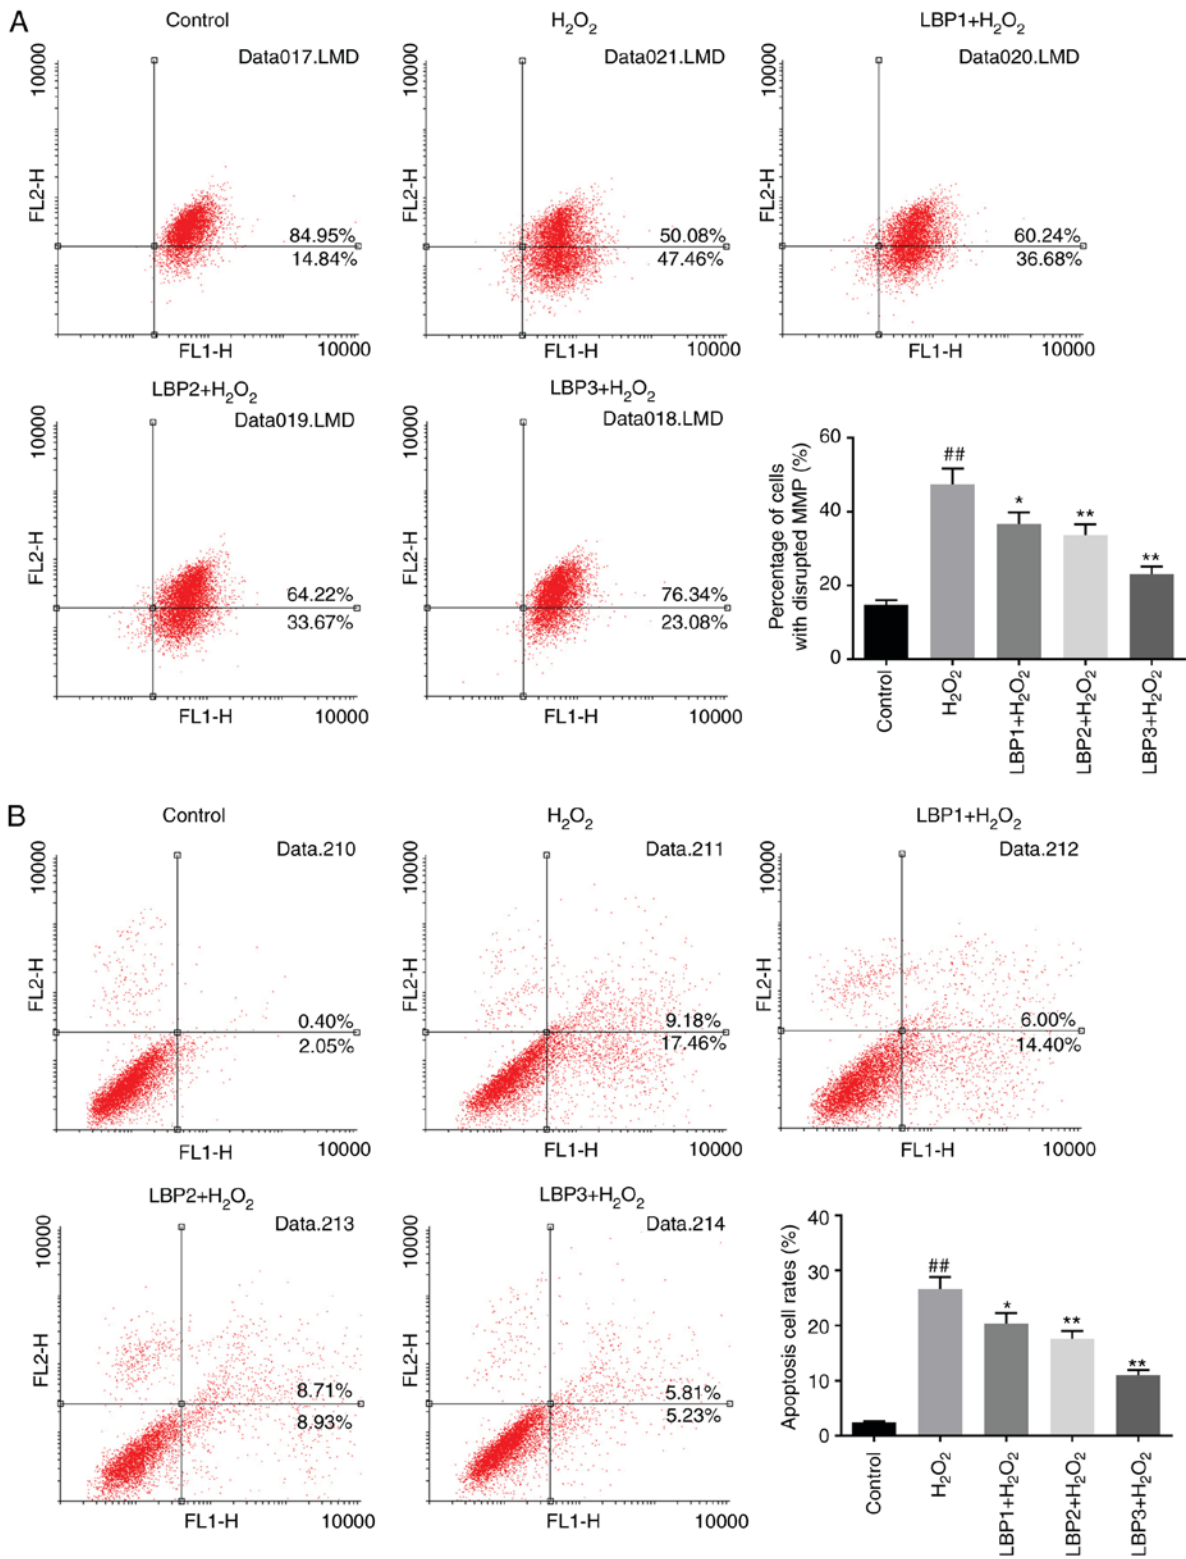 A
Control
H2O2
LBP1+H2O2
Data017.LMD
Data021.LMD
Data020.LMD
10000
FL2-H
84.95%
14.84%
FL1-H
10000
10000
FL2-H
50.08%
47.46%
FL1-H
10000
10000
FL2-H
60.24%
36.68%
FL1-H
10000
LBP2+H2O2
LBP3+H2O2
Data019.LMD
Data018.LMD
10000
FL2-H
64.22%
33.67%
FL1-H
10000
10000
FL2-H
76.34%
23.08%
FL1-H
10000
Percentage of cells
with disrupted MMP (%)
60
40
20
0
##
*
**
**
Control
H2O2
LBP1+H2O2
LBP2+H2O2
LBP3+H2O2
B
Control
H2O2
LBP1+H2O2
Data.210
Data.211
Data.212
10000
FL2-H
0.40%
2.05%
FL1-H
10000
10000
FL2-H
9.18%
17.46%
FL1-H
10000
10000
FL2-H
6.00%
14.40%
FL1-H
10000
LBP2+H2O2
LBP3+H2O2
Data.213
Data.214
10000
FL2-H
8.71%
8.93%
FL1-H
10000
10000
FL2-H
5.81%
5.23%
FL1-H
10000
Apoptosis cell rates (%)
40
30
20
10
0
##
*
**
**
Control
H2O2
LBP1+H2O2
LBP2+H2O2
LBP3+H2O2